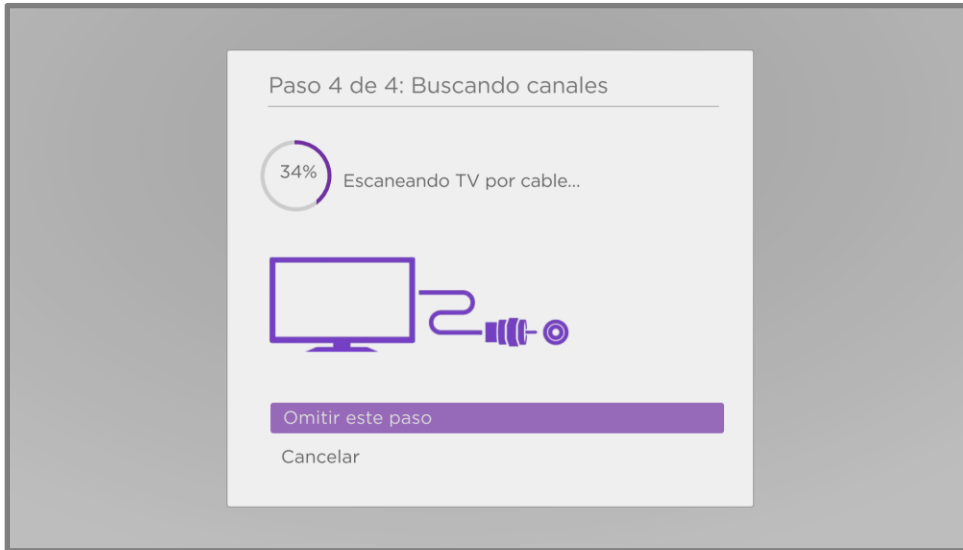 Paso 4 de 4: Buscando canales
34%
Escaneando TV por cable...
Omitir este paso
Cancelar